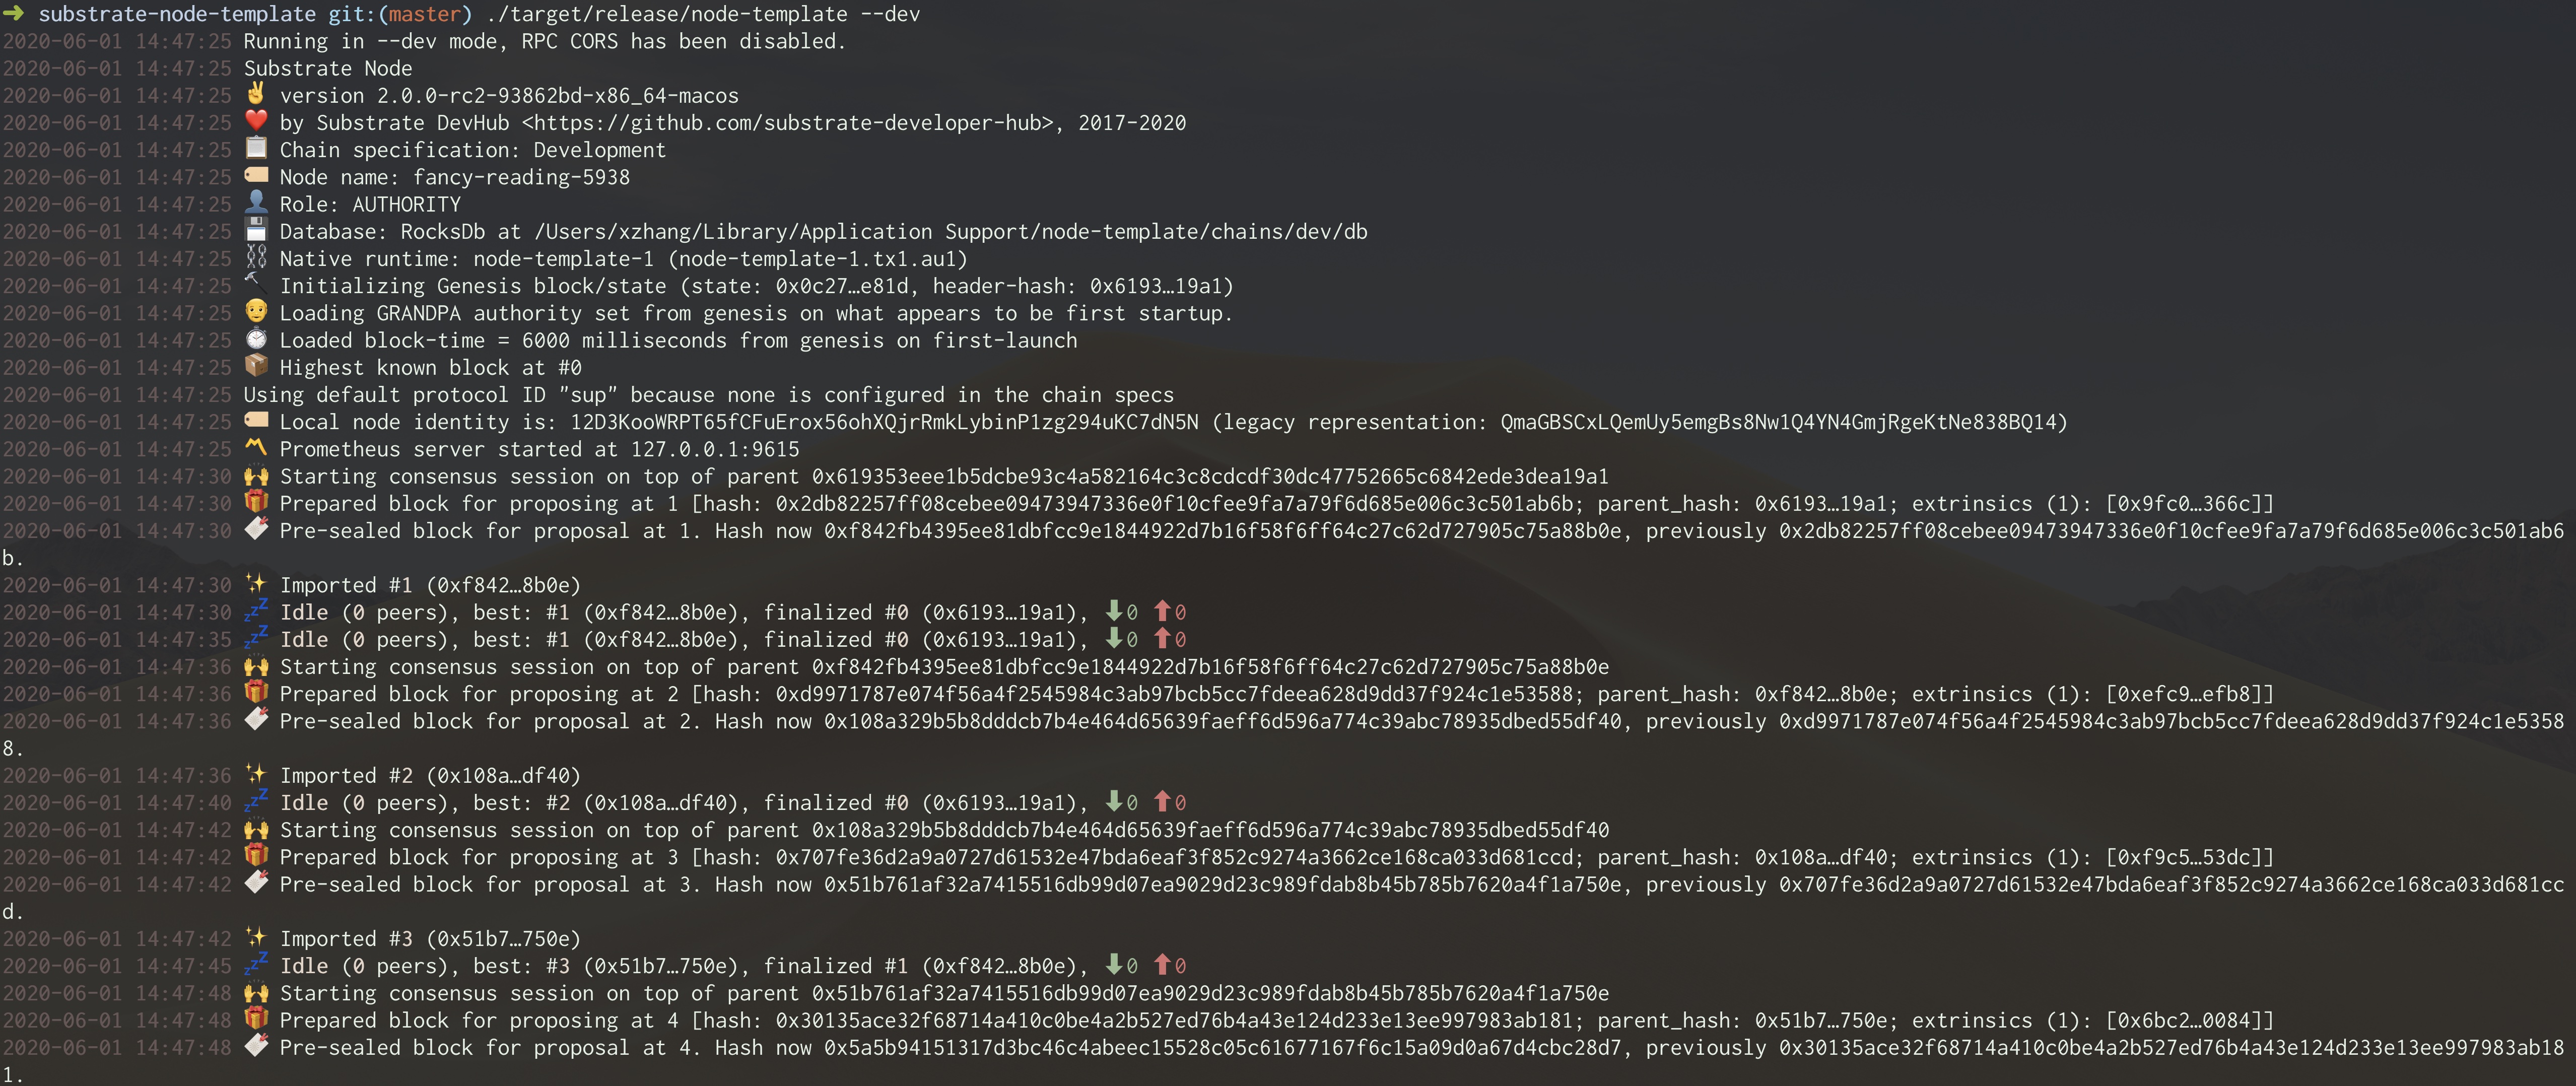 ➜ substrate-node-template git:(master) ./target/release/node-template --dev
2020-06-01 14:47:25 Running in --dev mode, RPC CORS has been disabled.
2020-06-01 14:47:25 Substrate Node
2020-06-01 14:47:25 ✌️ version 2.0.0-rc2-93862bd-x86_64-macos
2020-06-01 14:47:25 ❤️ by Substrate DevHub <https://github.com/substrate-developer-hub>, 2017-2020
2020-06-01 14:47:25 📋 Chain specification: Development
2020-06-01 14:47:25 🏷 Node name: fancy-reading-5938
2020-06-01 14:47:25 👤 Role: AUTHORITY
2020-06-01 14:47:25 💾 Database: RocksDb at /Users/xzhang/Library/Application Support/node-template/chains/dev/db
2020-06-01 14:47:25 ⛓ Native runtime: node-template-1 (node-template-1.tx1.au1)
2020-06-01 14:47:25 🔨 Initializing Genesis block/state (state: 0x0c27…e81d, header-hash: 0x6193…19a1)
2020-06-01 14:47:25 👴 Loading GRANDPA authority set from genesis on what appears to be first startup.
2020-06-01 14:47:25 ⏱ Loaded block-time = 6000 milliseconds from genesis on first-launch
2020-06-01 14:47:25 📦 Highest known block at #0
2020-06-01 14:47:25 Using default protocol ID "sup" because none is configured in the chain specs
2020-06-01 14:47:25 🏷 Local node identity is: 12D3KooWRPT65fCFuErox56ohXQjrRmkLybinP1zg294uKC7dN5N (legacy representation: QmaGBSCxLQemUy5emgBs8Nw1Q4YN4GmjRgeKtNe838BQ14)
2020-06-01 14:47:25 〽️ Prometheus server started at 127.0.0.1:9615
2020-06-01 14:47:30 🙌 Starting consensus session on top of parent 0x619353eee1b5dcbe93c4a582164c3c8cdcdf30dc47752665c6842ede3dea19a1
2020-06-01 14:47:30 🎁 Prepared block for proposing at 1 [hash: 0x2db82257ff08cebee09473947336e0f10cfee9fa7a79f6d685e006c3c501ab6b; parent_hash: 0x6193…19a1; extrinsics (1): [0x9fc0…366c]]
2020-06-01 14:47:30 🔖 Pre-sealed block for proposal at 1. Hash now 0xf842fb4395ee81dbfcc9e1844922d7b16f58f6ff64c27c62d727905c75a88b0e, previously 0x2db82257ff08cebee09473947336e0f10cfee9fa7a79f6d685e006c3c501ab6
b.
2020-06-01 14:47:30 ✨ Imported #1 (0xf842…8b0e)
2020-06-01 14:47:30 💤 Idle (0 peers), best: #1 (0xf842…8b0e), finalized #0 (0x6193…19a1), ⬇ 0 ⬆ 0
2020-06-01 14:47:35 💤 Idle (0 peers), best: #1 (0xf842…8b0e), finalized #0 (0x6193…19a1), ⬇ 0 ⬆ 0
2020-06-01 14:47:36 🙌 Starting consensus session on top of parent 0xf842fb4395ee81dbfcc9e1844922d7b16f58f6ff64c27c62d727905c75a88b0e
2020-06-01 14:47:36 🎁 Prepared block for proposing at 2 [hash: 0xd9971787e074f56a4f2545984c3ab97bcb5cc7fdeea628d9dd37f924c1e53588; parent_hash: 0xf842…8b0e; extrinsics (1): [0xefc9…efb8]]
2020-06-01 14:47:36 🔖 Pre-sealed block for proposal at 2. Hash now 0x108a329b5b8dddcb7b4e464d65639faeff6d596a774c39abc78935dbed55df40, previously 0xd9971787e074f56a4f2545984c3ab97bcb5cc7fdeea628d9dd37f924c1e5358
8.
2020-06-01 14:47:36 ✨ Imported #2 (0x108a…df40)
2020-06-01 14:47:40 💤 Idle (0 peers), best: #2 (0x108a…df40), finalized #0 (0x6193…19a1), ⬇ 0 ⬆ 0
2020-06-01 14:47:42 🙌 Starting consensus session on top of parent 0x108a329b5b8dddcb7b4e464d65639faeff6d596a774c39abc78935dbed55df40
2020-06-01 14:47:42 🎁 Prepared block for proposing at 3 [hash: 0x707fe36d2a9a0727d61532e47bda6eaf3f852c9274a3662ce168ca033d681ccd; parent_hash: 0x108a…df40; extrinsics (1): [0xf9c5…53dc]]
2020-06-01 14:47:42 🔖 Pre-sealed block for proposal at 3. Hash now 0x51b761af32a7415516db99d07ea9029d23c989fdab8b45b785b7620a4f1a750e, previously 0x707fe36d2a9a0727d61532e47bda6eaf3f852c9274a3662ce168ca033d681cc
d.
2020-06-01 14:47:42 ✨ Imported #3 (0x51b7…750e)
2020-06-01 14:47:45 💤 Idle (0 peers), best: #3 (0x51b7…750e), finalized #1 (0xf842…8b0e), ⬇ 0 ⬆ 0
2020-06-01 14:47:48 🙌 Starting consensus session on top of parent 0x51b761af32a7415516db99d07ea9029d23c989fdab8b45b785b7620a4f1a750e
2020-06-01 14:47:48 🎁 Prepared block for proposing at 4 [hash: 0x30135ace32f68714a410c0be4a2b527ed76b4a43e124d233e13ee997983ab181; parent_hash: 0x51b7…750e; extrinsics (1): [0x6bc2…0084]]
2020-06-01 14:47:48 🔖 Pre-sealed block for proposal at 4. Hash now 0x5a5b94151317d3bc46c4abeec15528c05c61677167f6c15a09d0a67d4cbc28d7, previously 0x30135ace32f68714a410c0be4a2b527ed76b4a43e124d233e13ee997983ab18
1.